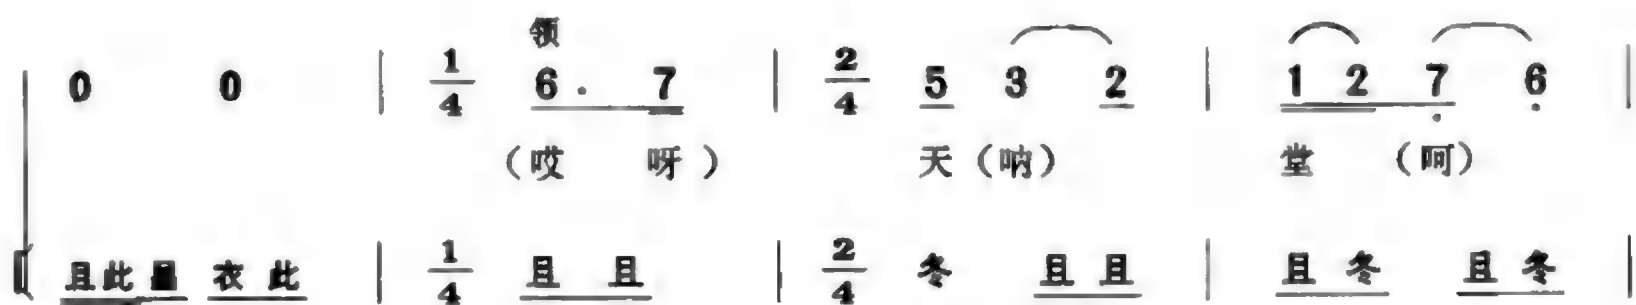 领
0 0 | 1/4 6 . 7 | 2/4 5 3 2 | 1 2 7 6 |
（哎 呀） 天（呐） 堂 （呵）
且此 衣此 | 1/4 且 且 | 2/4 冬 且且 | 且冬 且冬 |